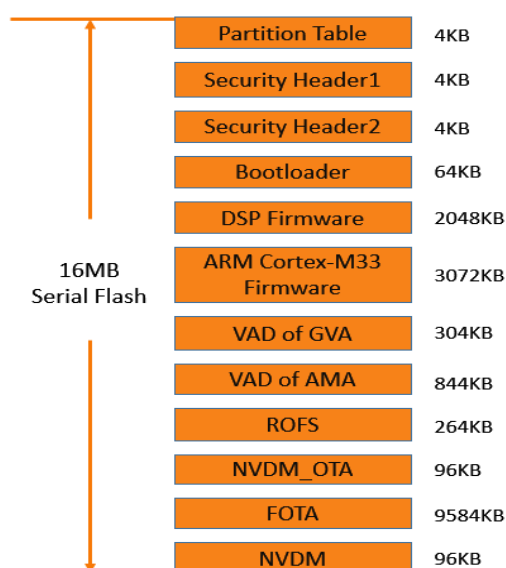 Partition Table 4KB
Security Header1 4KB
Security Header2 4KB
Bootloader 64KB
DSP Firmware 2048KB
ARM Cortex-M33
Firmware 3072KB
16MB
Serial Flash
VAD of GVA 304KB
VAD of AMA 844KB
ROFS 264KB
NVDM_OTA 96KB
FOTA 9584KB
NVDM 96KB